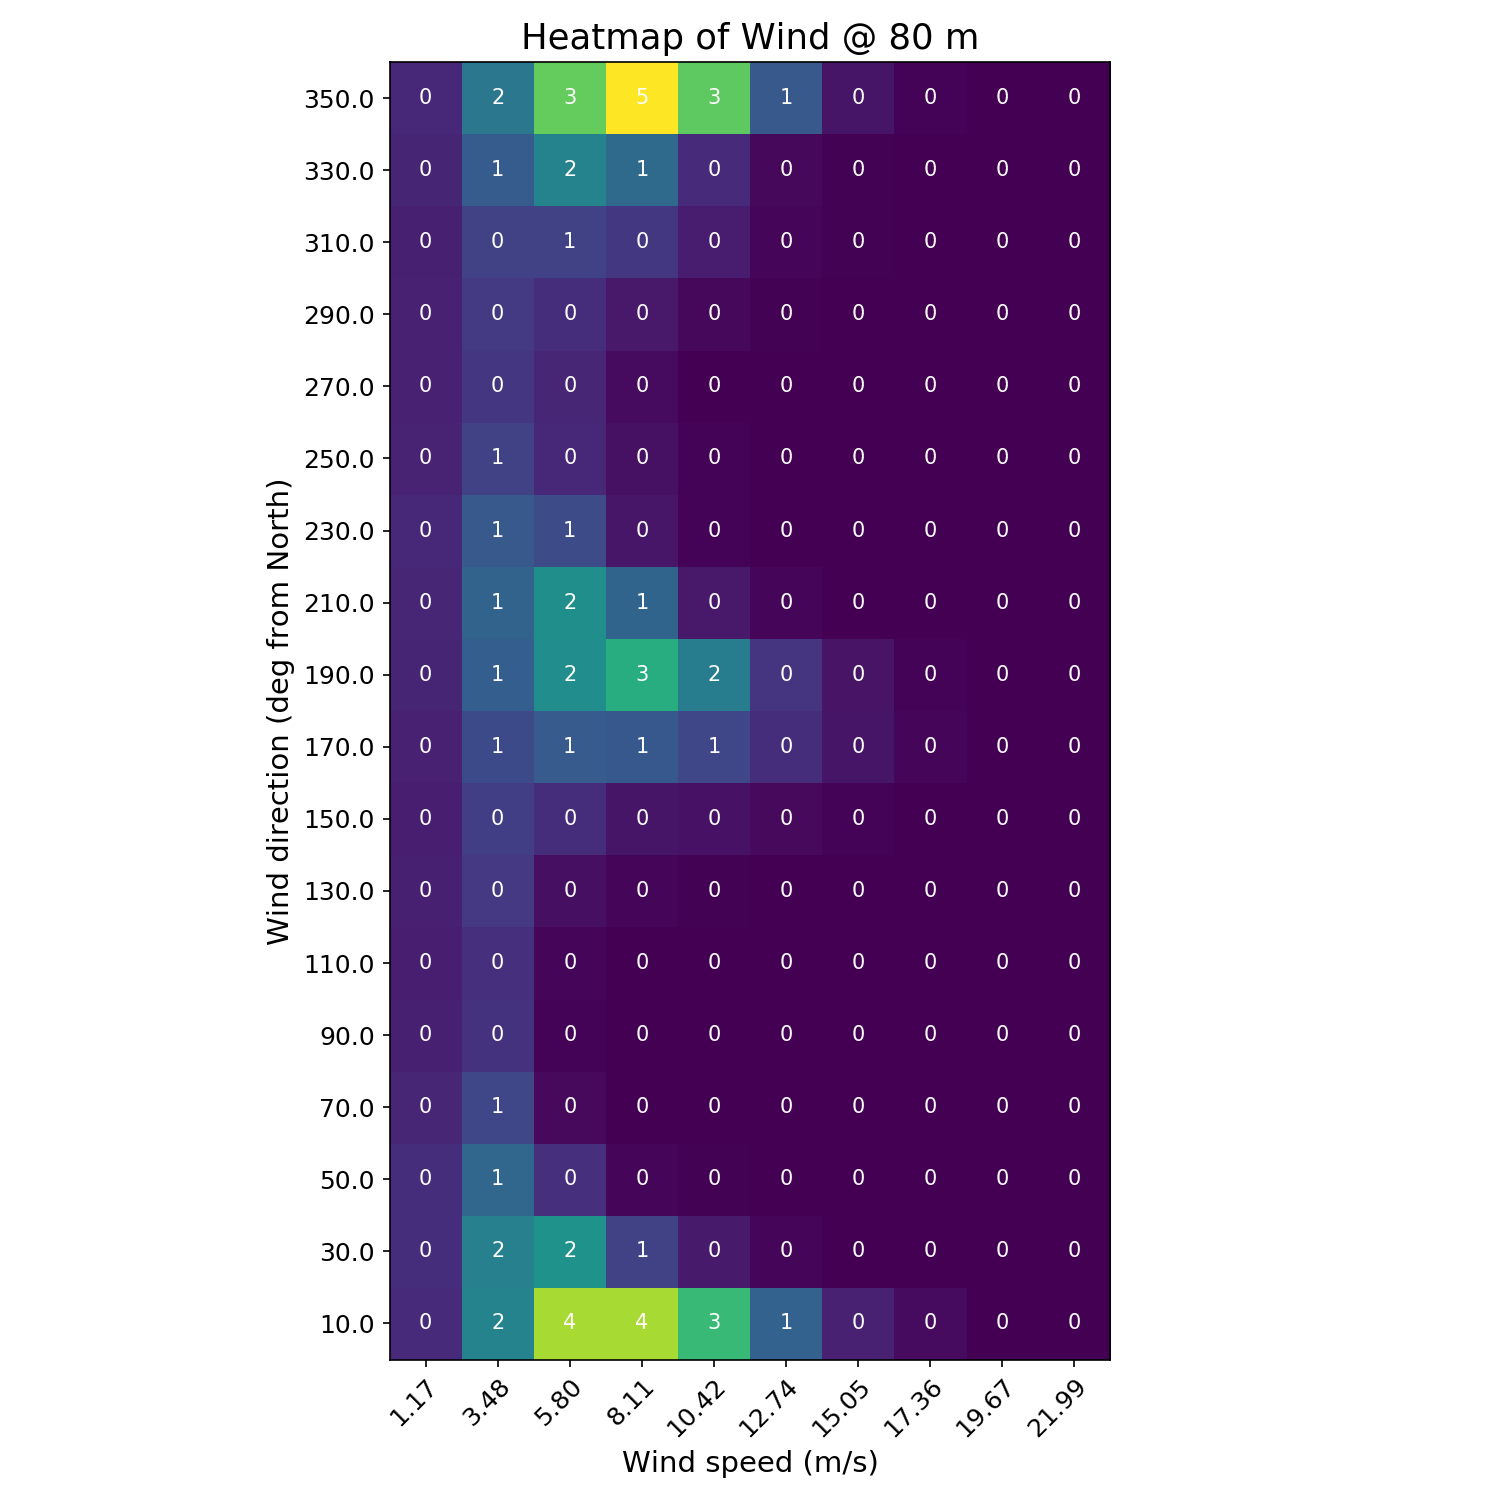 Heatmap of Wind @ 80 m
350.0 0 2 3 5 3 1 0 0 0 0
330.0 0 1 2 1 0 0 0 0 0 0
310.0 0 0 1 0 0 0 0 0 0 0
290.0 0 0 0 0 0 0 0 0 0 0
270.0 0 0 0 0 0 0 0 0 0 0
250.0 0 1 0 0 0 0 0 0 0 0
230.0 0 1 1 0 0 0 0 0 0 0
210.0 0 1 2 1 0 0 0 0 0 0
190.0 0 1 2 3 2 0 0 0 0 0
170.0 0 1 1 1 1 0 0 0 0 0
150.0 0 0 0 0 0 0 0 0 0 0
130.0 0 0 0 0 0 0 0 0 0 0
110.0 0 0 0 0 0 0 0 0 0 0
90.0 0 0 0 0 0 0 0 0 0 0
70.0 0 1 0 0 0 0 0 0 0 0
50.0 0 1 0 0 0 0 0 0 0 0
30.0 0 2 2 1 0 0 0 0 0 0
10.0 0 2 4 4 3 1 0 0 0 0
1.17 3.48 5.80 8.11 10.42 12.74 15.05 17.36 19.67 21.99
Wind speed (m/s)
Wind direction (deg from North)